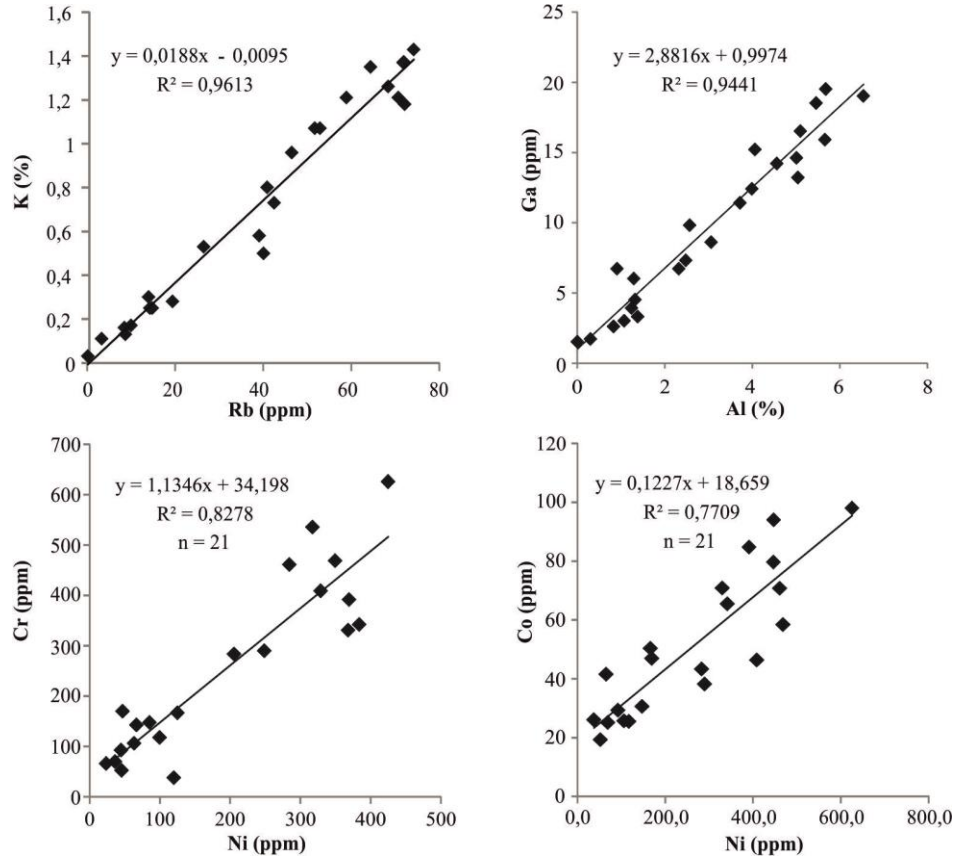 1,6
1,4
1,2
1
0,8
0,6
0,4
0,2
0
K (%)
y = 0,0188x - 0,0095
R² = 0,9613
0 20 40 60 80
Rb (ppm)
25
20
15
10
5
0
Ga (ppm)
y = 2,8816x + 0,9974
R² = 0,9441
0 2 4 6 8
Al (%)
700
600
500
400
300
200
100
0
Cr (ppm)
y = 1,1346x + 34,198
R² = 0,8278
n = 21
0 100 200 300 400 500
Ni (ppm)
120
100
80
60
40
20
0
Co (ppm)
y = 0,1227x + 18,659
R² = 0,7709
n = 21
0,0 200,0 400,0 600,0 800,0
Ni (ppm)